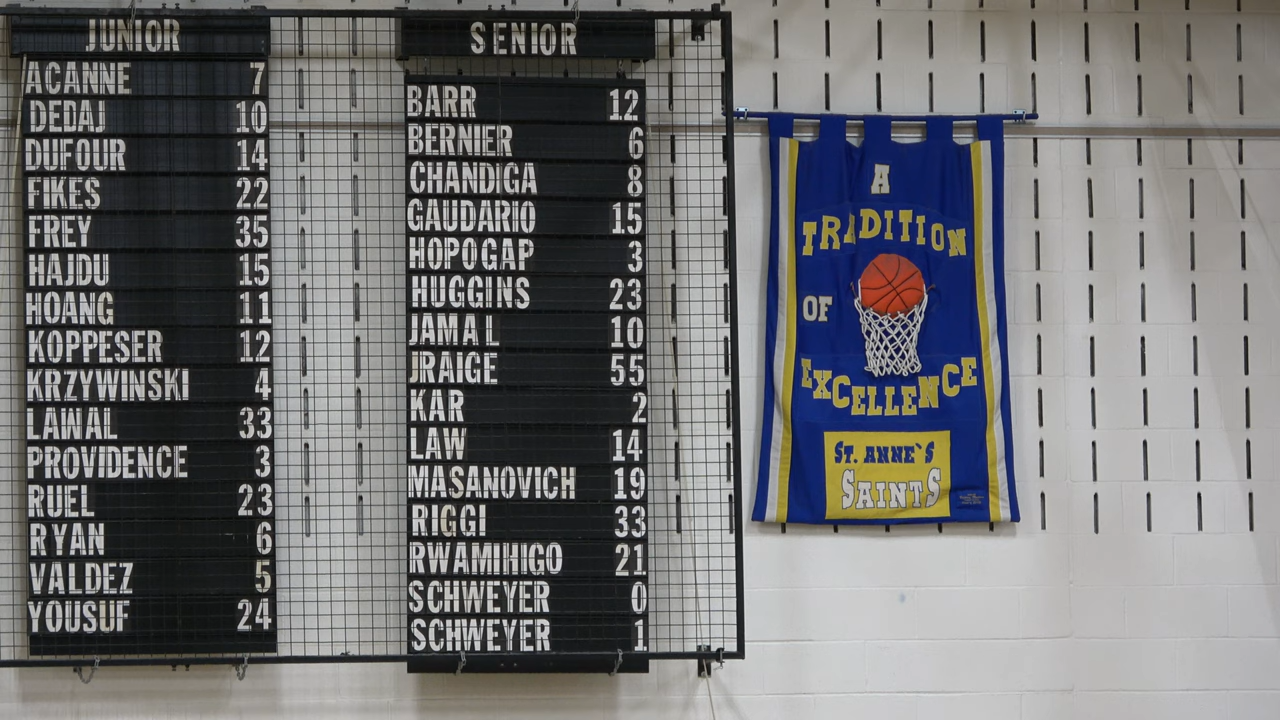 JUNIOR
ACANNE 7
DEDAJ 10
DUFOUR 14
FIKES 22
FREY 35
HAJDU 15
HOANG 11
KOPPESER 12
KRZYWINSKI 4
LAWAL 33
PROVIDENCE 3
RUEL 23
RYAN 6
VALDEZ 5
YOUSUF 24
SENIOR
BARR 12
BERNIER 6
CHANDIGA 8
GAUDARIO 15
HOPOGAP 3
HUGGINS 23
JAMAL 10
JRAIGE 55
KAR 2
LAW 14
MASANOVICH 19
RIGGI 33
RWAMIHIGO 21
SCHWEYER 0
SCHWEYER 1
A
TRADITION
OF
EXCELLENCE
ST. ANNE`S
SAINTS